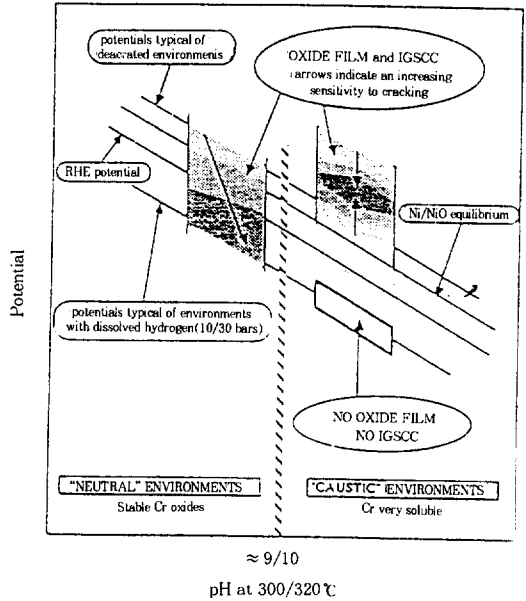 potentials typical of
deaerated environments
OXIDE FILM and IGSCC
arrows indicate an increasing
sensitivity to cracking
RHE potential
Ni/NiO equilibrium
Potential
potentials typical of environments
with dissolved hydrogen(10/30 bars)
NO OXIDE FILM
NO IGSCC
"NEUTRAL" ENVIRONMENTS
Stable Cr oxides
"CAUSTIC" ENVIRONMENTS
Cr very soluble
≈ 9/10
pH at 300/320℃